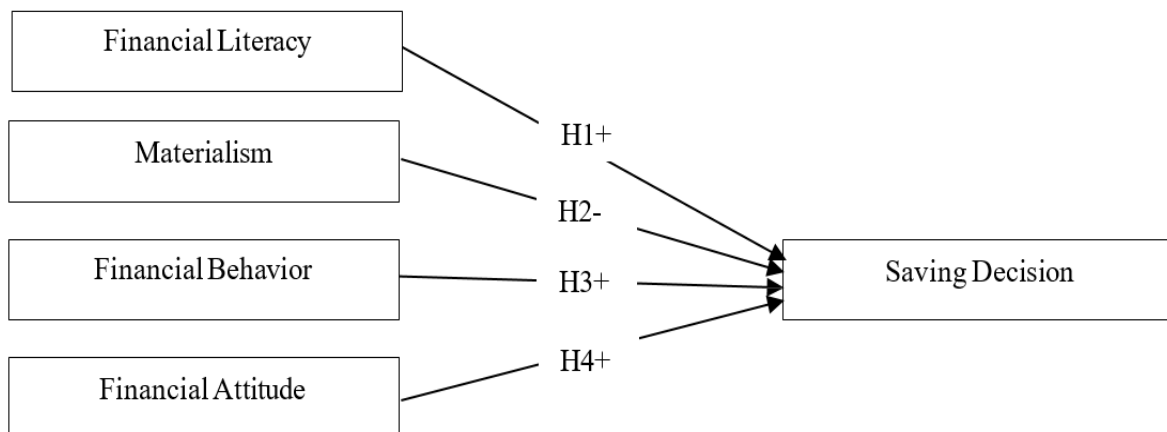 Financial Literacy
H1+
Materialism
H2-
Financial Behavior
H3+
Saving Decision
Financial Attitude
H4+